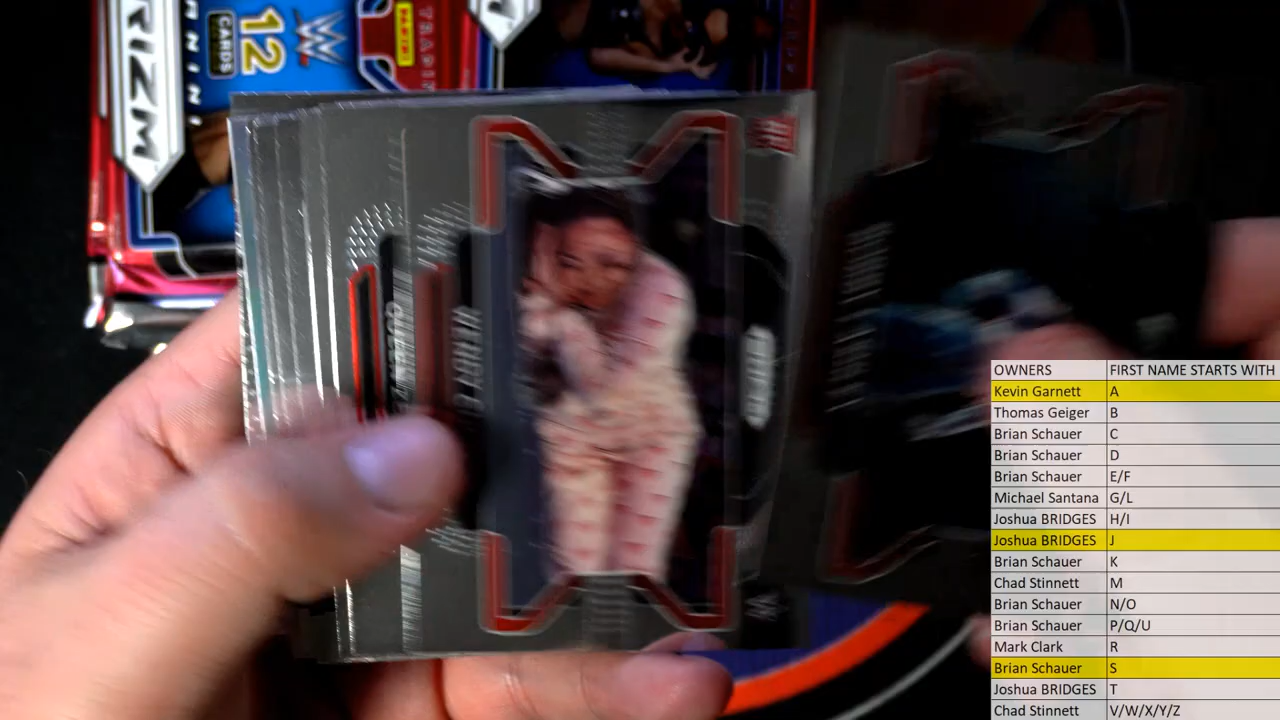 RIZM
ANINI
12
CARDS
W
PANINI
OWNERS FIRST NAME STARTS WITH
Kevin Garnett A
Thomas Geiger B
Brian Schauer C
Brian Schauer D
Brian Schauer E/F
Michael Santana G/L
Joshua BRIDGES H/I
Joshua BRIDGES J
Brian Schauer K
Chad Stinnett M
Brian Schauer N/O
Brian Schauer P/Q/U
Mark Clark R
Brian Schauer S
Joshua BRIDGES T
Chad Stinnett V/W/X/Y/Z